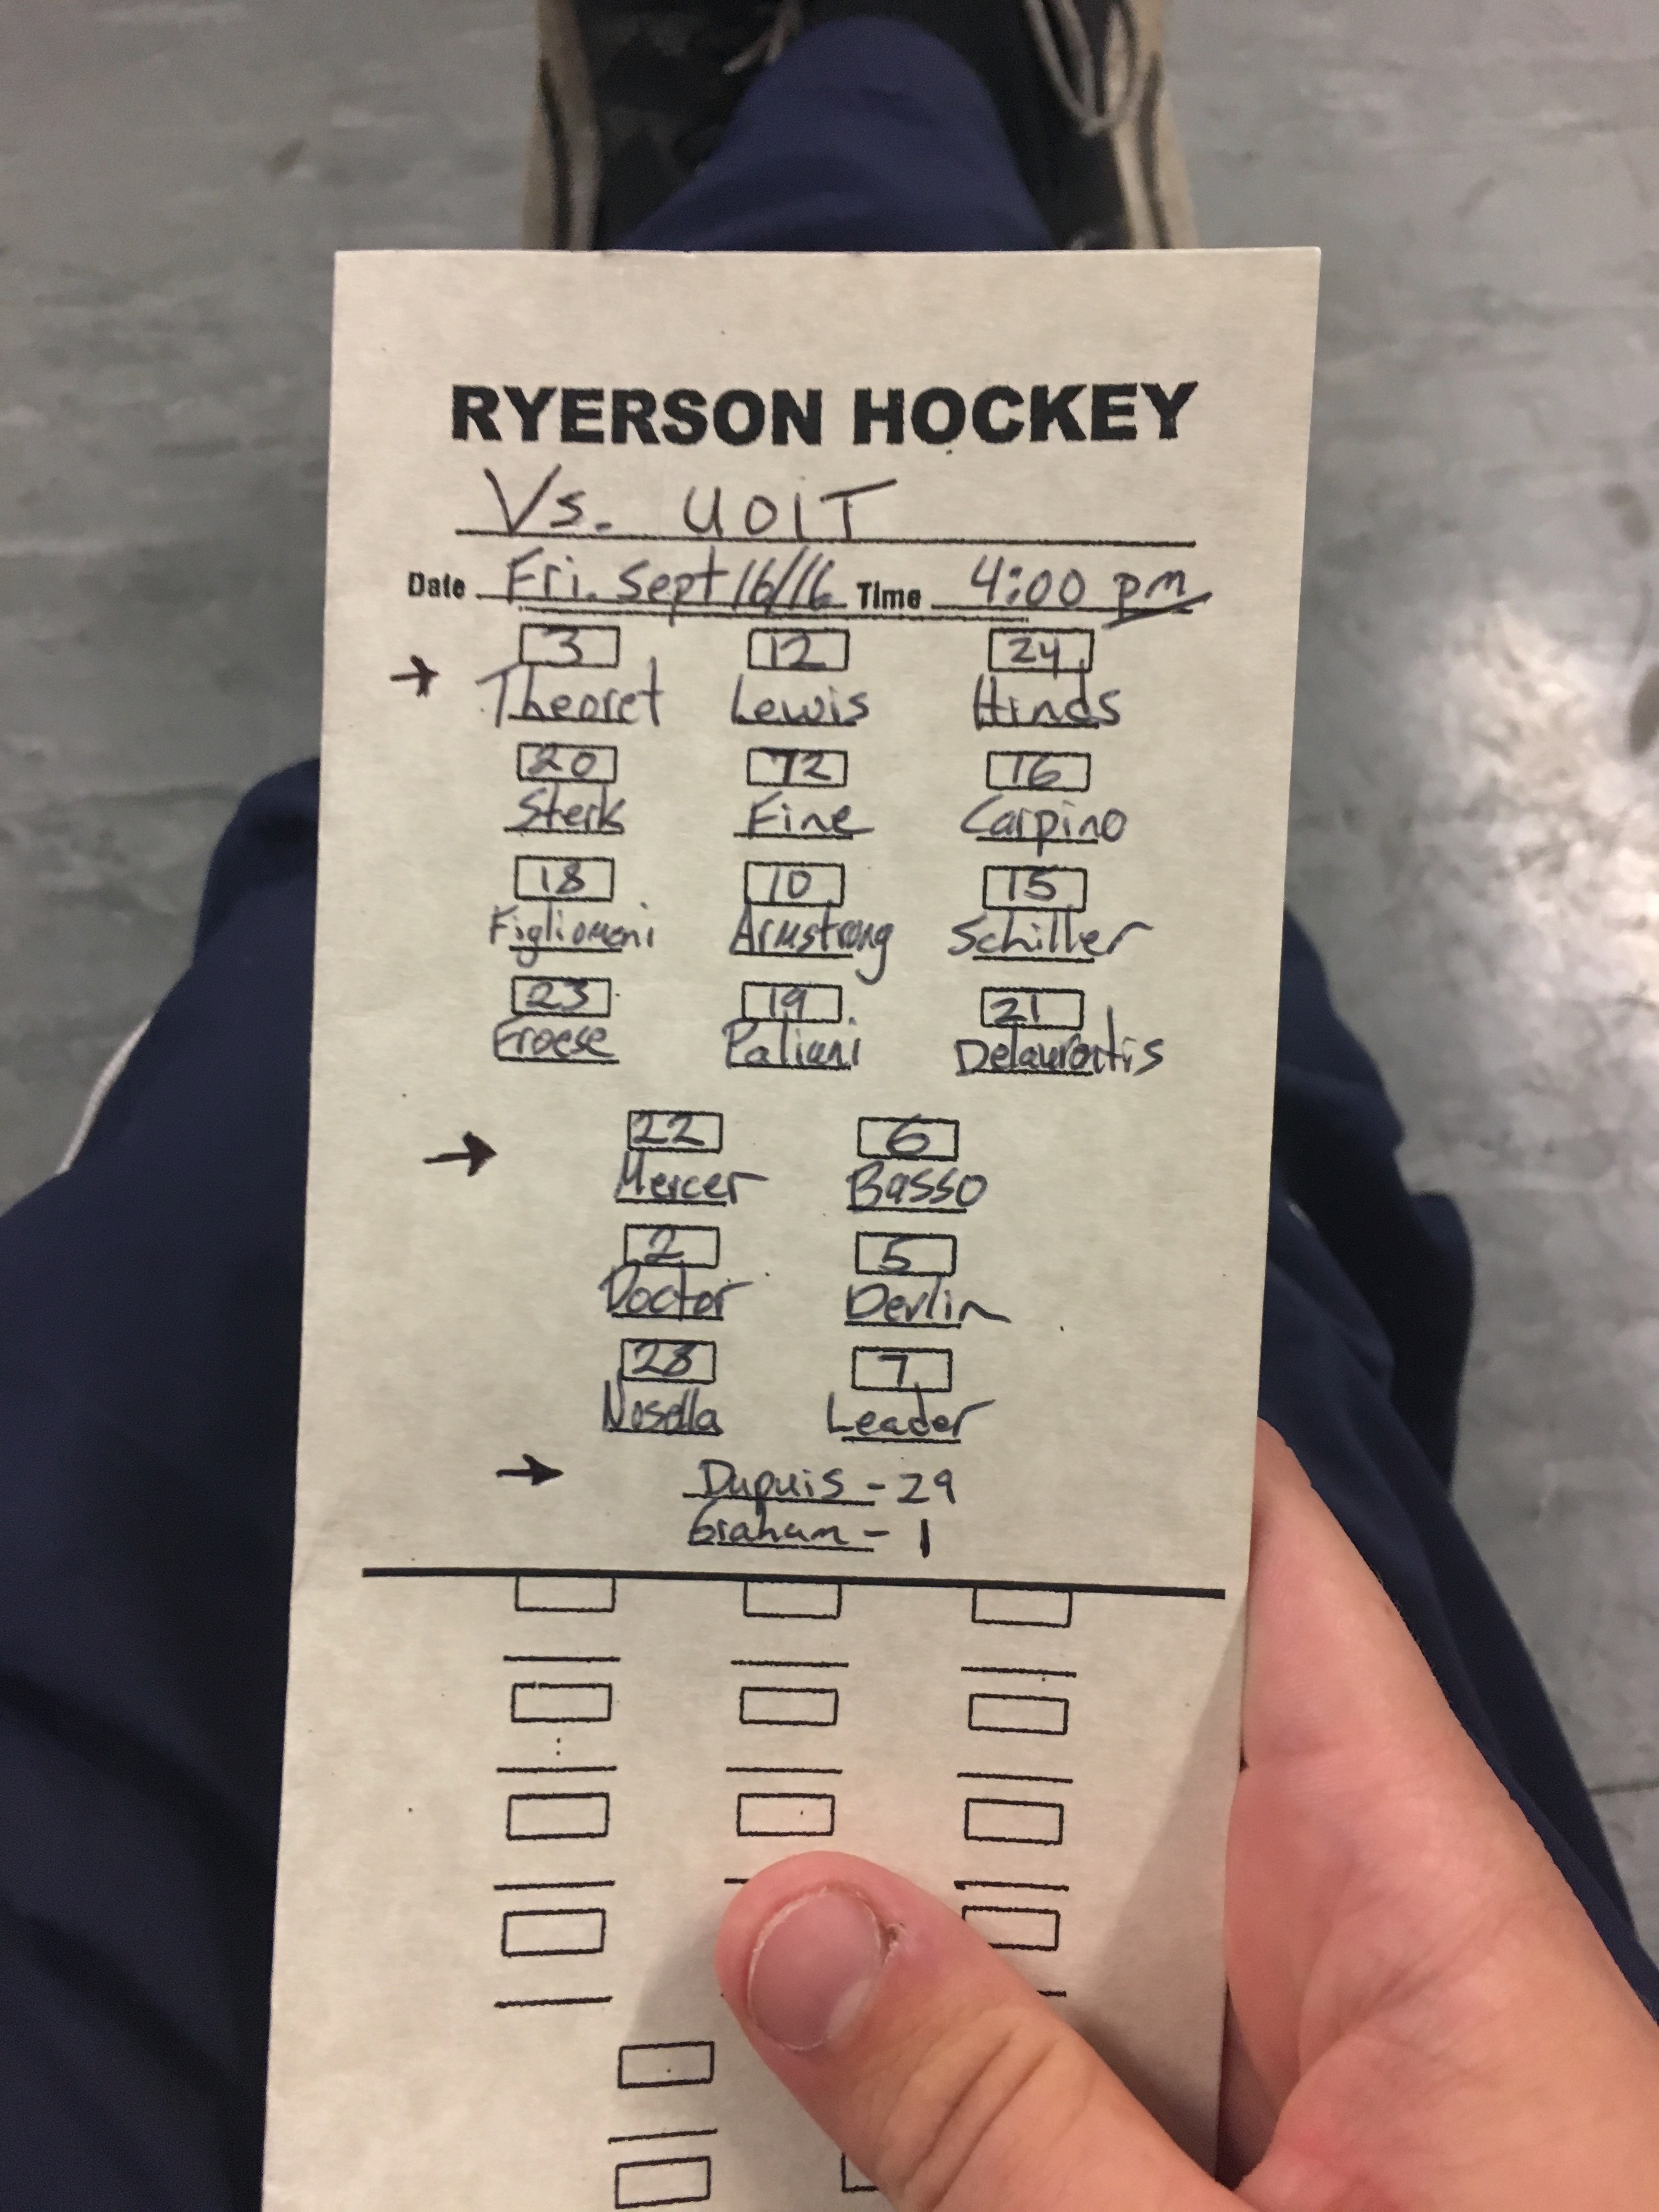 RYERSON HOCKEY
Vs. UOIT
Date Fri. Sept 16/16 Time 4:00 pm
3 12 24
→ Theoret Lewis Hinds
20 72 16
Sterk Fine Carpino
18 10 15
Figliomeni Armstrong Schiller
23 19 21
Froese Paliani Delaurentis
22 6
→ Mercer Basso
2 5
Doctor Devlin
28 7
Nosella Leader
→ Dupuis - 29
Graham - 1